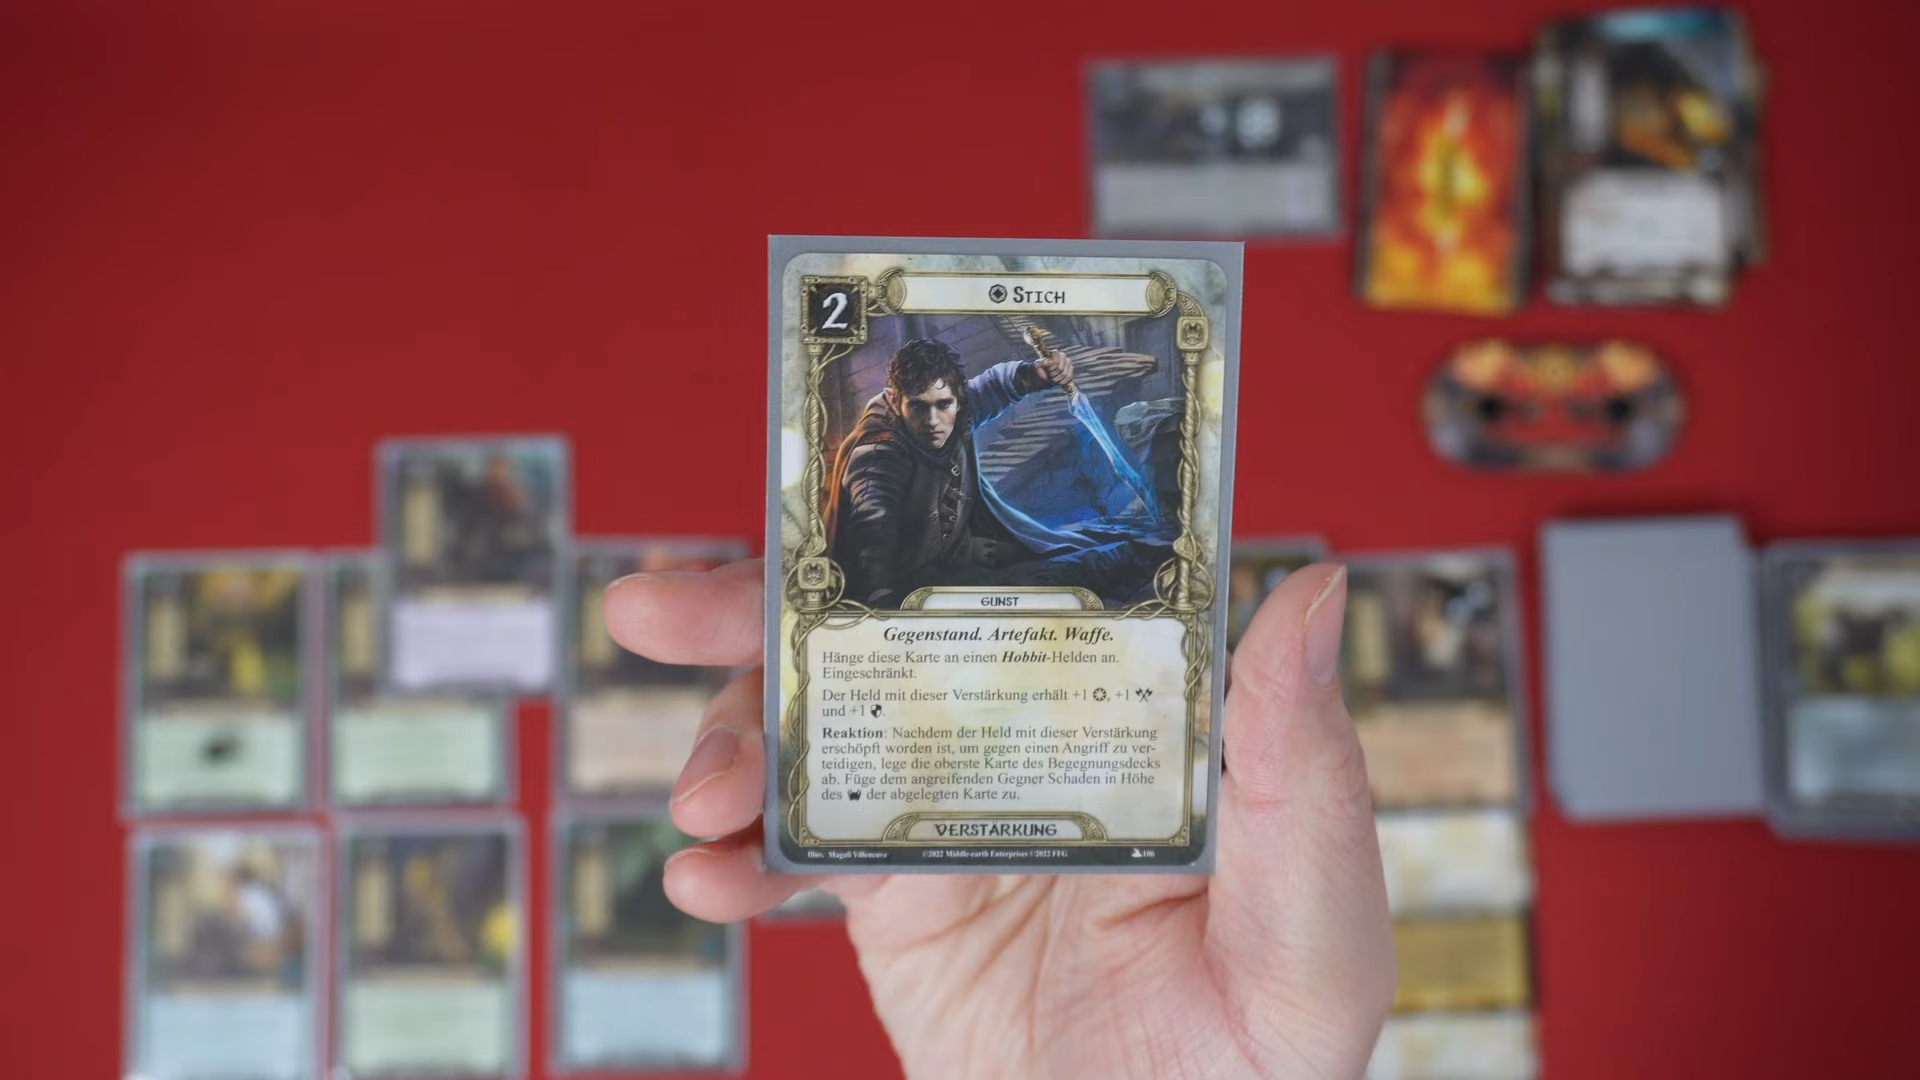 2
STICH
GUNST
Gegenstand. Artefakt. Waffe.
Hänge diese Karte an einen Hobbit-Helden an.
Eingeschränkt.
Der Held mit dieser Verstärkung erhält +1 , +1
und +1 .
Reaktion: Nachdem der Held mit dieser Verstärkung
erschöpft worden ist, um gegen einen Angriff zu ver-
teidigen, lege die oberste Karte des Begegnungsdecks
ab. Füge dem angreifenden Gegner Schaden in Höhe
des der abgelegten Karte zu.
VERSTÄRKUNG
Illus. Magali Villeneuve ©2022 Middle-earth Enterprises ©2022 FFG 106